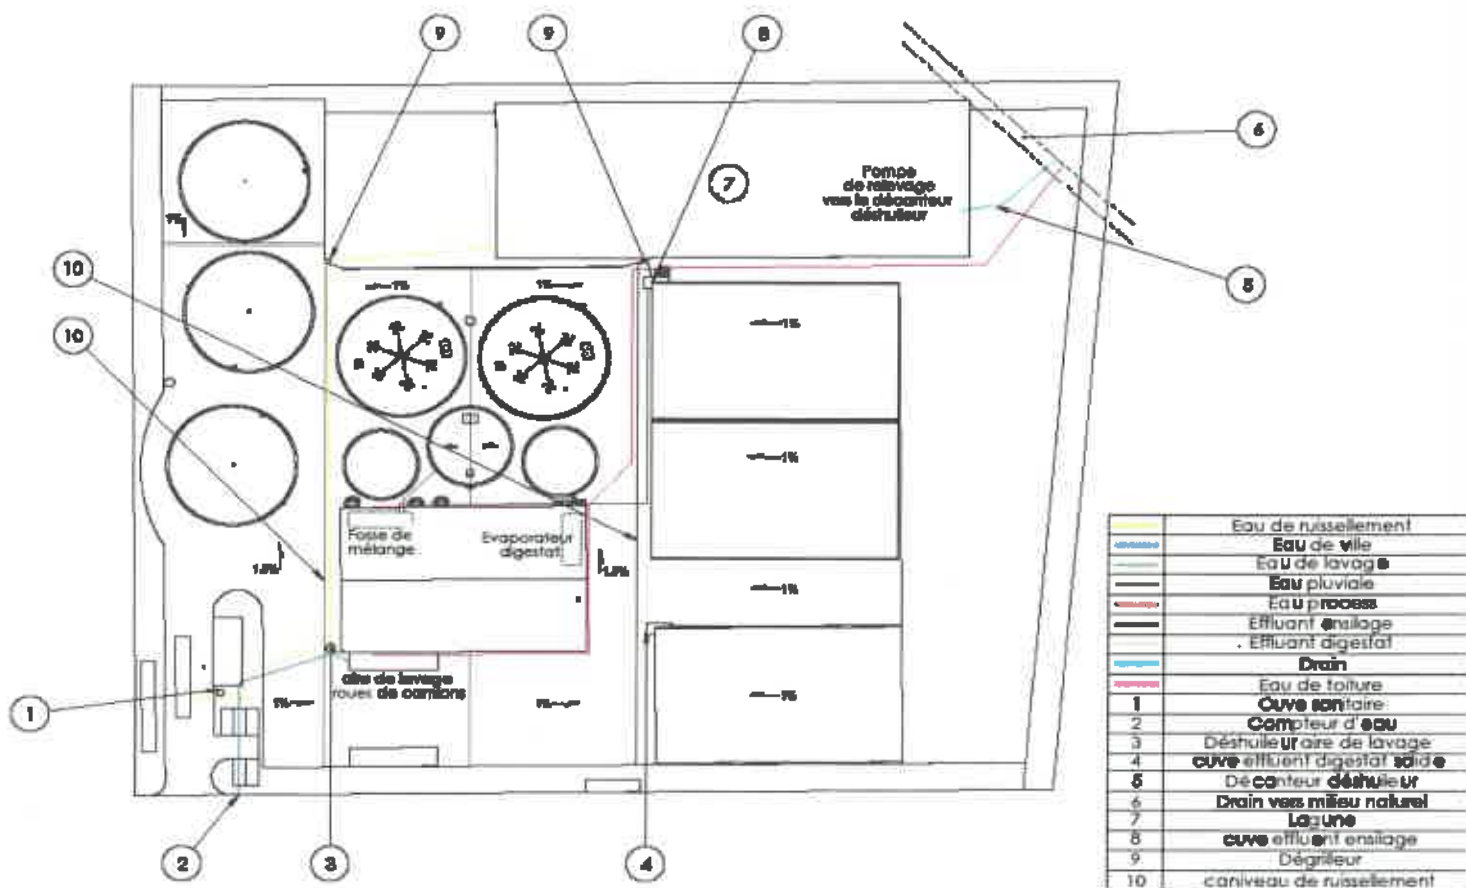 9
9
8
6
Pompe
de relevage
vers le décanteur
déshuileur
7
5
10
10
1%
1%
1%
1%
1%
1%
Fosse de
mélange
Evaporateur
digestat
1.5%
1.5%
aire de lavage
roues de camions
1
2
3
4
Eau de ruissellement
Eau de ville
Eau de lavage
Eau pluviale
Eau process
Effluant ensilage
Effluant digestat
Drain
Eau de toiture
1 Cuve sanitaire
2 Compteur d'eau
3 Déshuileur aire de lavage
4 cuve effluent digestat solide
5 Décanteur déshuileur
6 Drain vers milieu naturel
7 Lagune
8 cuve effluent ensilage
9 Dégrilleur
10 caniveau de ruissellement